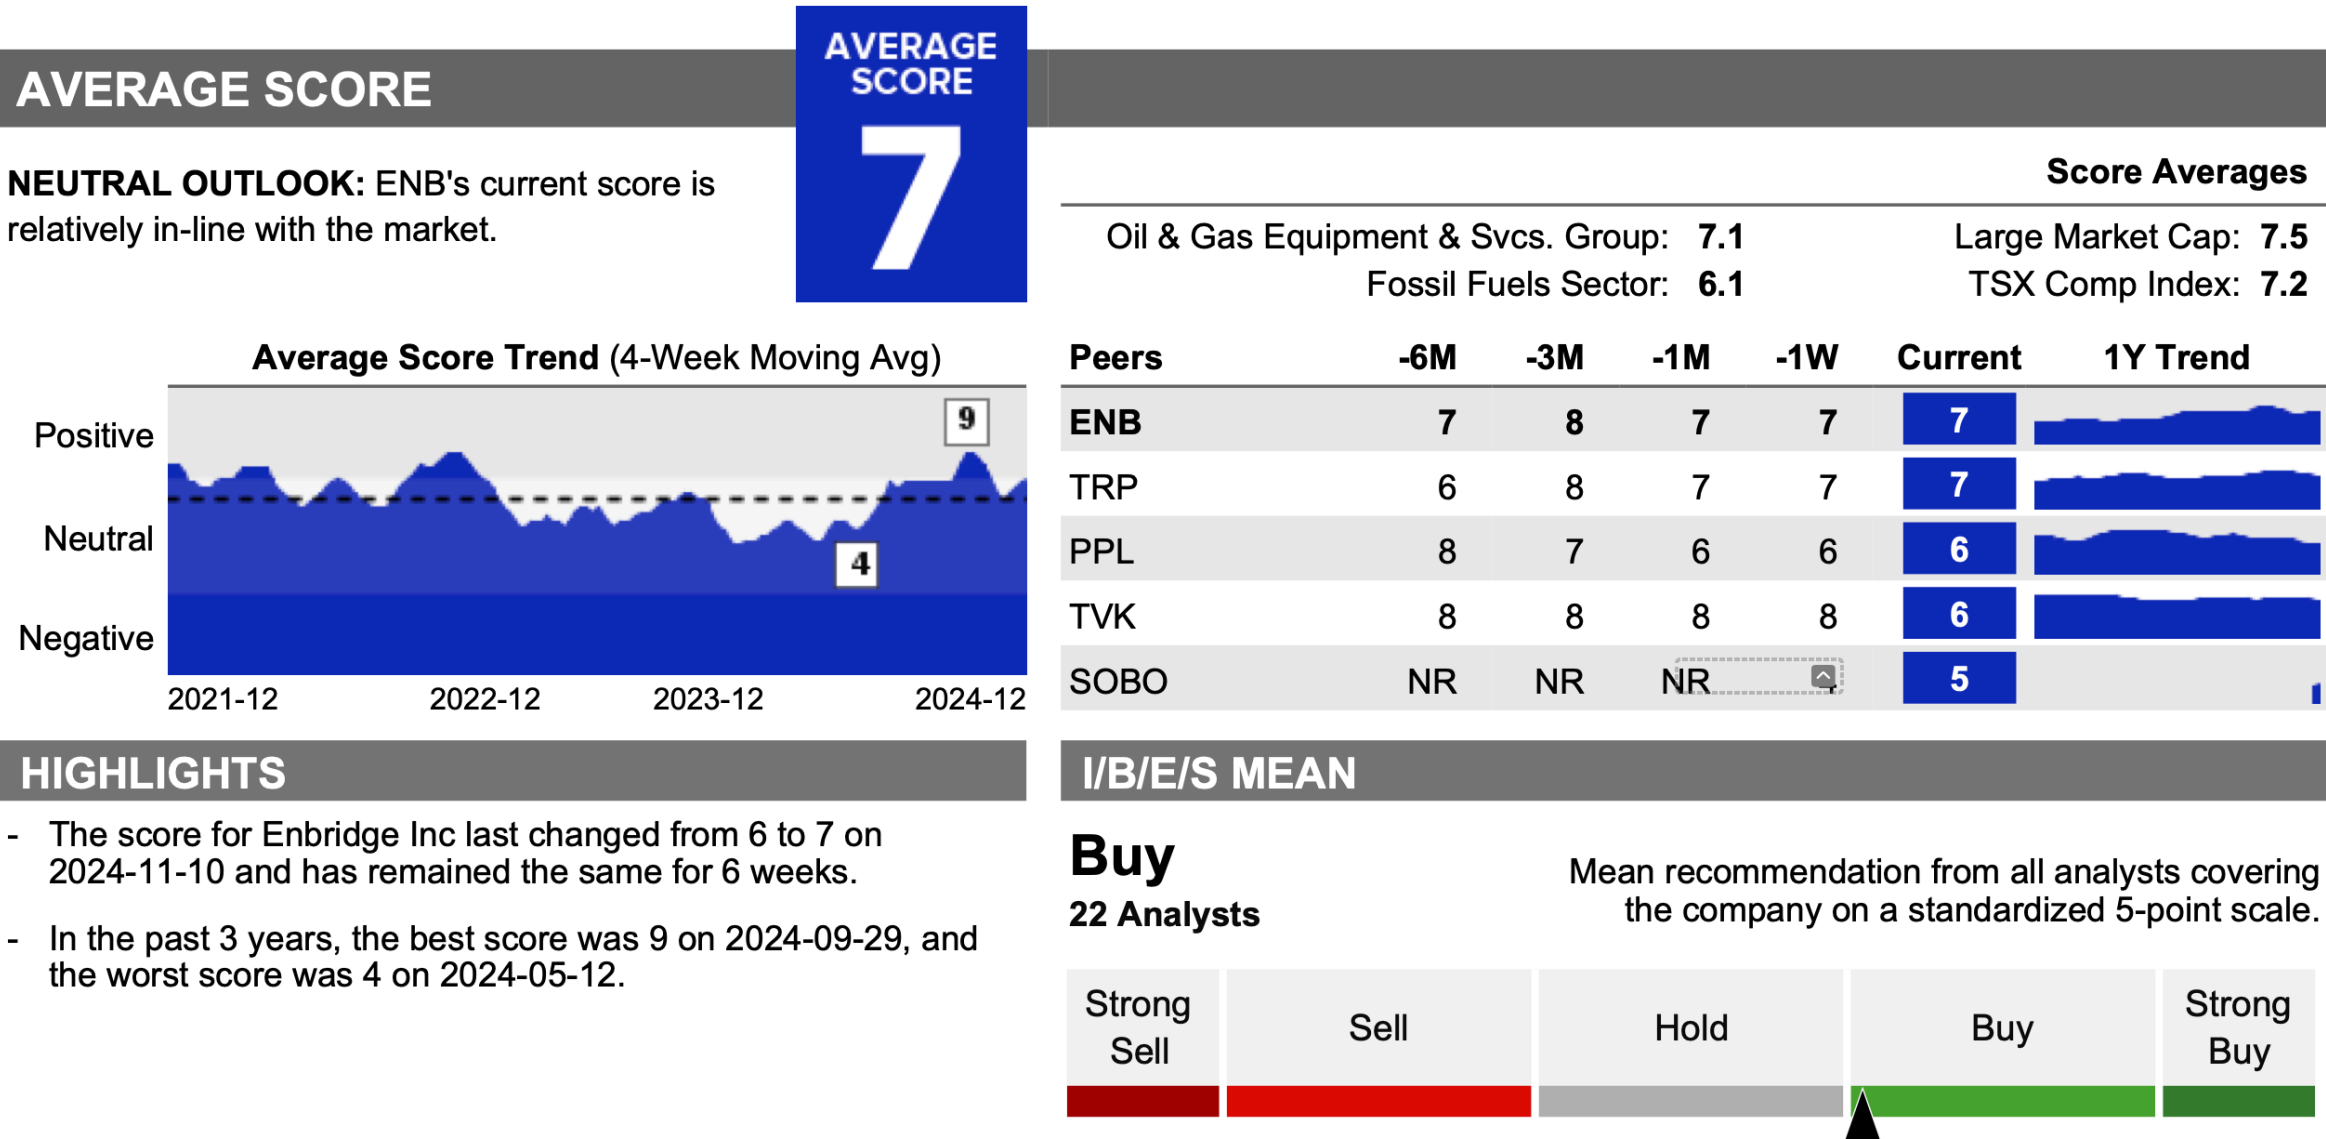 AVERAGE SCORE
AVERAGE
SCORE
7
NEUTRAL OUTLOOK: ENB's current score is
relatively in-line with the market.
Score Averages
Oil & Gas Equipment & Svcs. Group: 7.1 Large Market Cap: 7.5
Fossil Fuels Sector: 6.1 TSX Comp Index: 7.2
Average Score Trend (4-Week Moving Avg)
Positive
9
Neutral
4
Negative
2021-12 2022-12 2023-12 2024-12
Peers -6M -3M -1M -1W Current 1Y Trend
ENB 7 8 7 7 7
TRP 6 8 7 7 7
PPL 8 7 6 6 6
TVK 8 8 8 8 6
SOBO NR NR NR 5
HIGHLIGHTS
- The score for Enbridge Inc last changed from 6 to 7 on
2024-11-10 and has remained the same for 6 weeks.
- In the past 3 years, the best score was 9 on 2024-09-29, and
the worst score was 4 on 2024-05-12.
I/B/E/S MEAN
Buy
22 Analysts
Mean recommendation from all analysts covering
the company on a standardized 5-point scale.
Strong
Sell
Sell
Hold
Buy
Strong
Buy